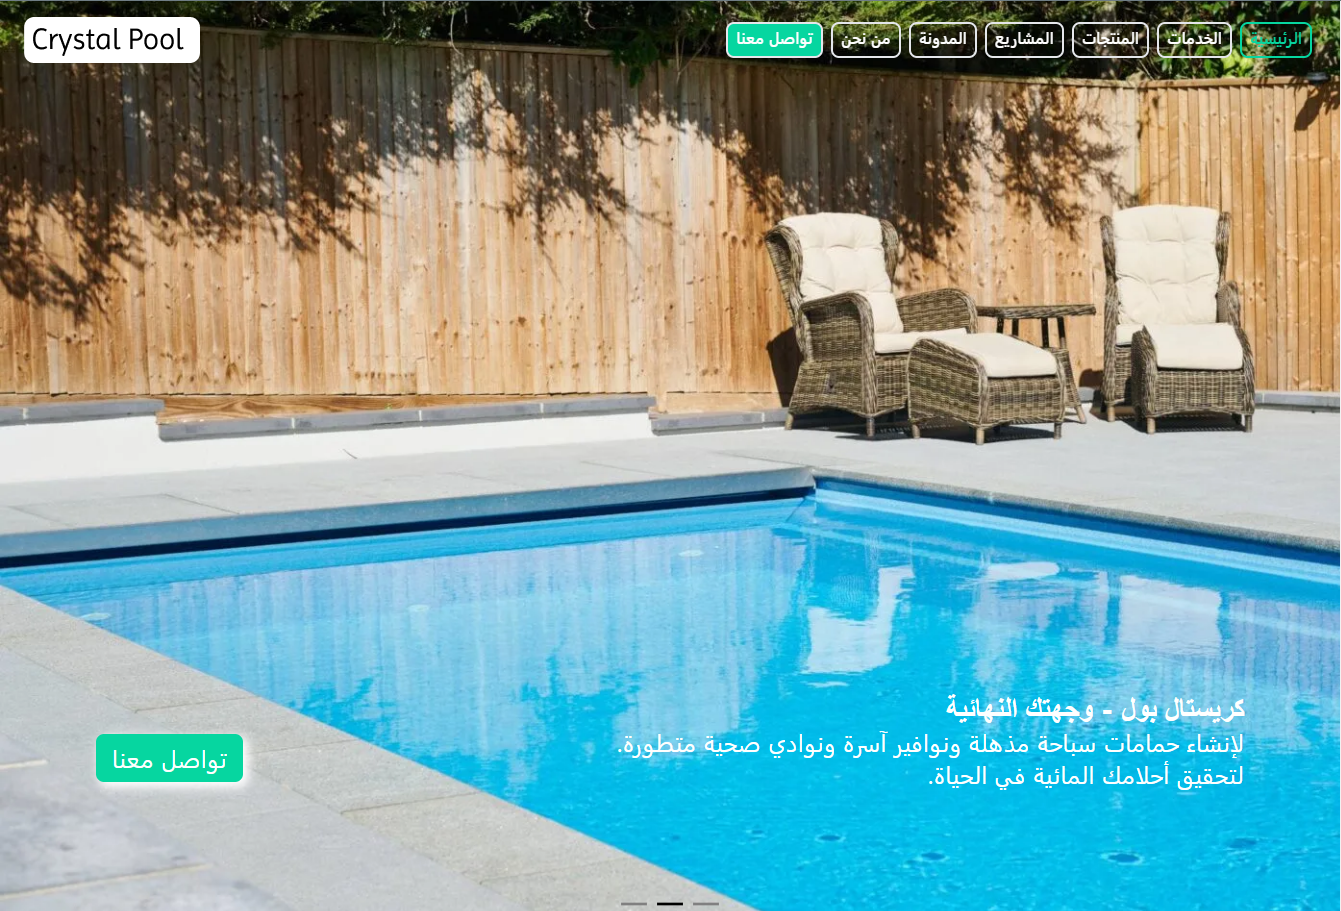 Crystal Pool
الرئيسية
الخدمات
المنتجات
المشاريع
المدونة
من نحن
تواصل معنا
كريستال بول - وجهتك النهائية
لإنشاء حمامات سباحة مذهلة ونوافير آسرة ونوادي صحية متطورة.
لتحقيق أحلامك المائية في الحياة.
تواصل معنا